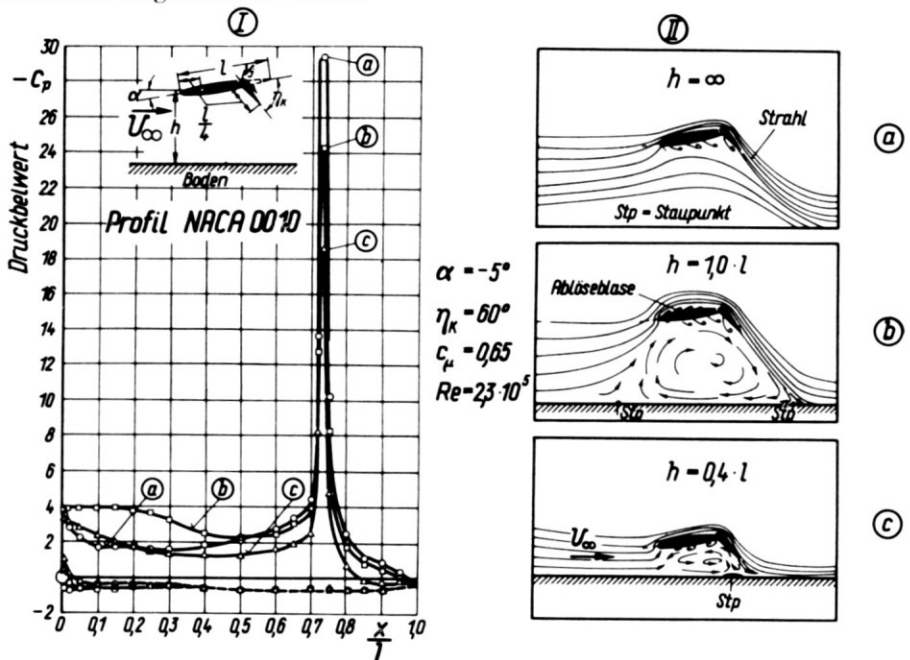 I
30
28
-Cp
24
22
20
18
16
14
12
10
8
6
4
2
0
-2
Druckbeiwert
l
α
h
U∞
l/4
ηK
Boden
Profil NACA 0010
a
b
c
a
b
c
0
0,1
0,2
0,3
0,4
0,5
0,6
0,7
0,8
0,9
1,0
x/l
α = -5°
ηK = 60°
cμ = 0,65
Re = 2,3·10⁵
II
h = ∞
Strahl
Stp = Staupunkt
a
h = 1,0·l
Ablöseblase
Stp
Stp
b
h = 0,4·l
U∞
Stp
c